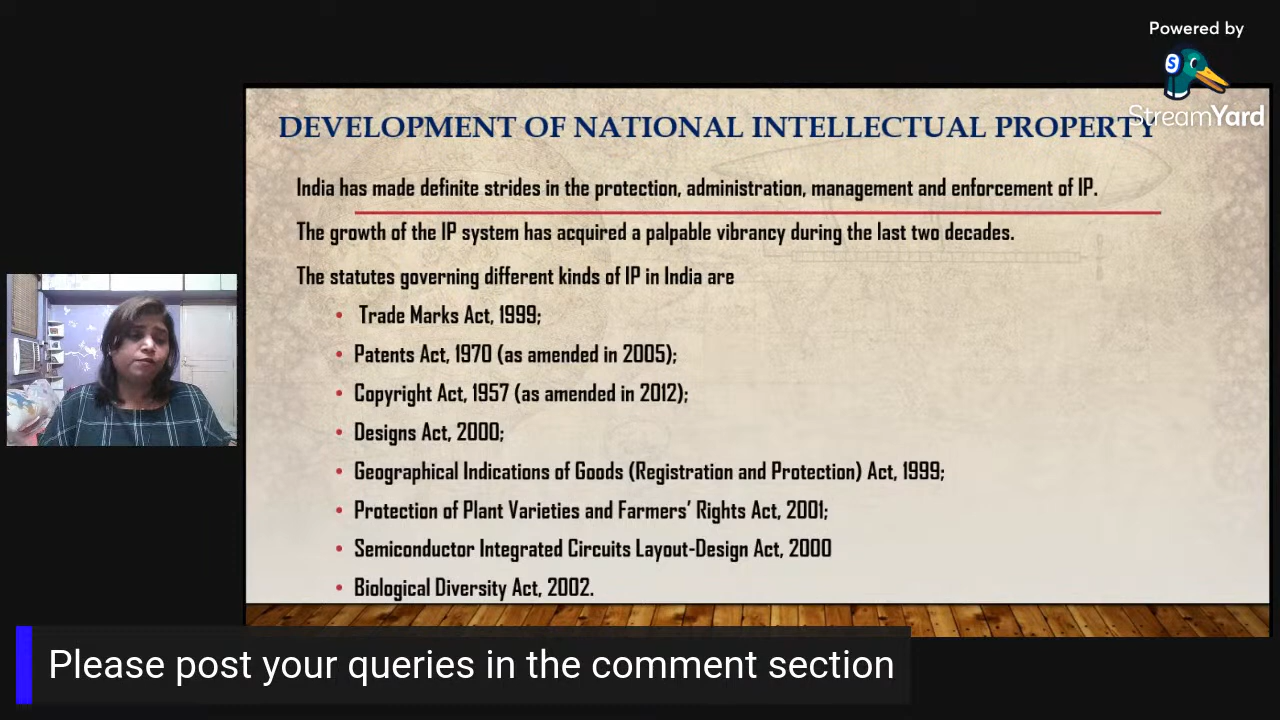 Powered by
StreamYard
DEVELOPMENT OF NATIONAL INTELLECTUAL PROPERTY
India has made definite strides in the protection, administration, management and enforcement of IP.
The growth of the IP system has acquired a palpable vibrancy during the last two decades.
The statutes governing different kinds of IP in India are
• Trade Marks Act, 1999;
• Patents Act, 1970 (as amended in 2005);
• Copyright Act, 1957 (as amended in 2012);
• Designs Act, 2000;
• Geographical Indications of Goods (Registration and Protection) Act, 1999;
• Protection of Plant Varieties and Farmers’ Rights Act, 2001;
• Semiconductor Integrated Circuits Layout-Design Act, 2000
• Biological Diversity Act, 2002.
Please post your queries in the comment section